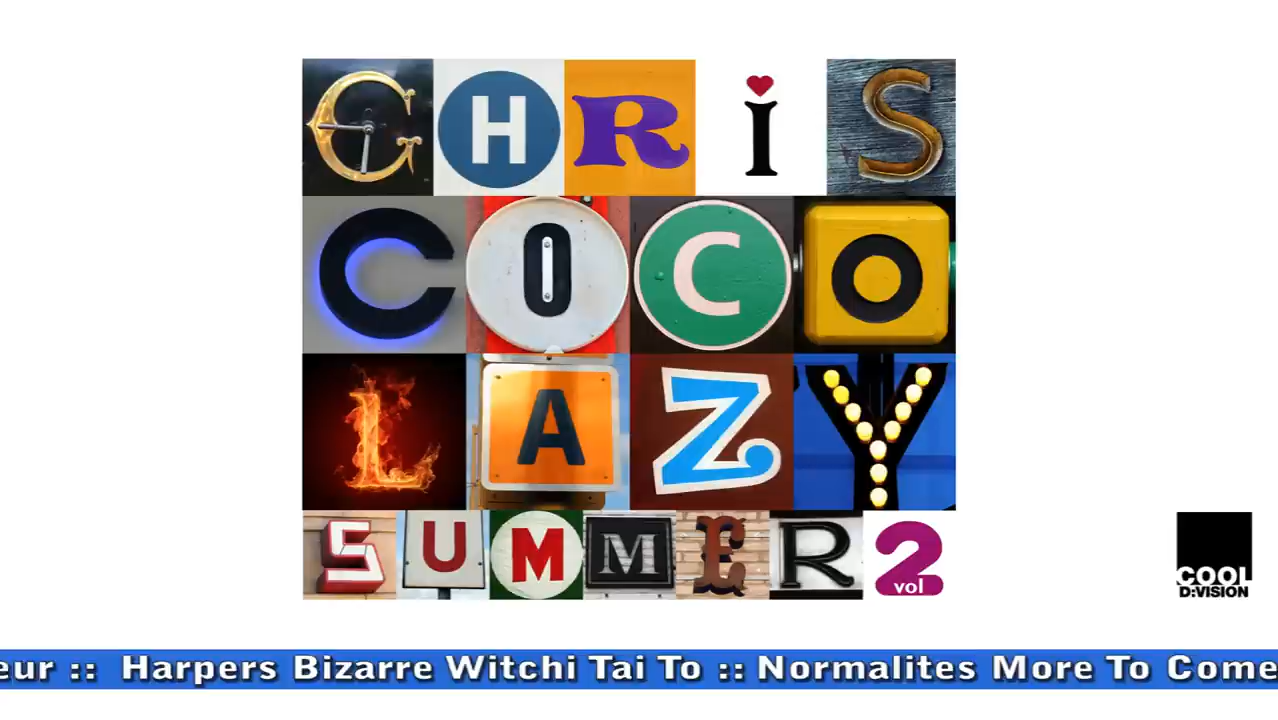 CHRiS
COCO
LAZY
SUMMER 2
vol
COOL
D:VISION
eur :: Harpers Bizarre Witchi Tai To :: Normalites More To Come